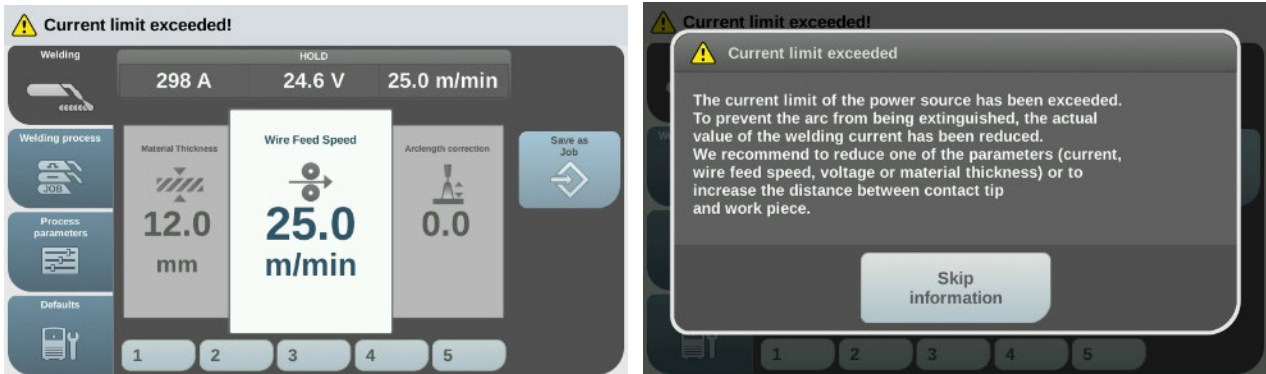 Current limit exceeded!
Welding
HOLD
298 A 24.6 V 25.0 m/min
Welding process
JOB
Process
parameters
Defaults
Material Thickness
12.0
mm
Wire Feed Speed
25.0
m/min
Arclength correction
0.0
Save as
Job
1 2 3 4 5
Current limit exceeded!
Current limit exceeded
The current limit of the power source has been exceeded.
To prevent the arc from being extinguished, the actual
value of the welding current has been reduced.
We recommend to reduce one of the parameters (current,
wire feed speed, voltage or material thickness) or to
increase the distance between contact tip
and work piece.
Skip
information
1 2 3 4 5